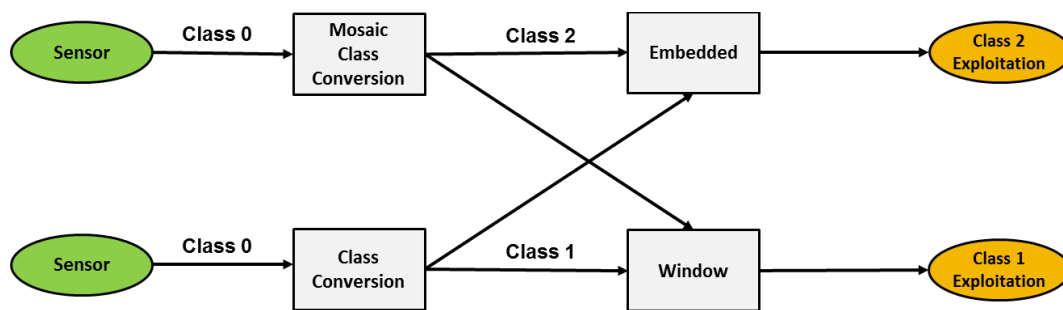 Sensor
Class 0
Mosaic
Class
Conversion
Class 2
Embedded
Class 2
Exploitation
Sensor
Class 0
Class
Conversion
Class 1
Window
Class 1
Exploitation